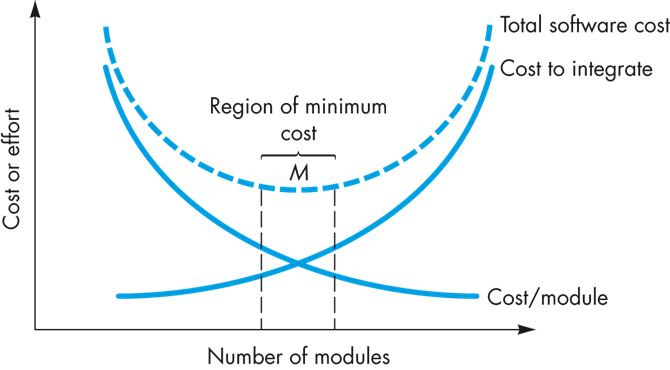 Total software cost
Cost to integrate
Region of minimum
cost
M
Cost or effort
Cost/module
Number of modules